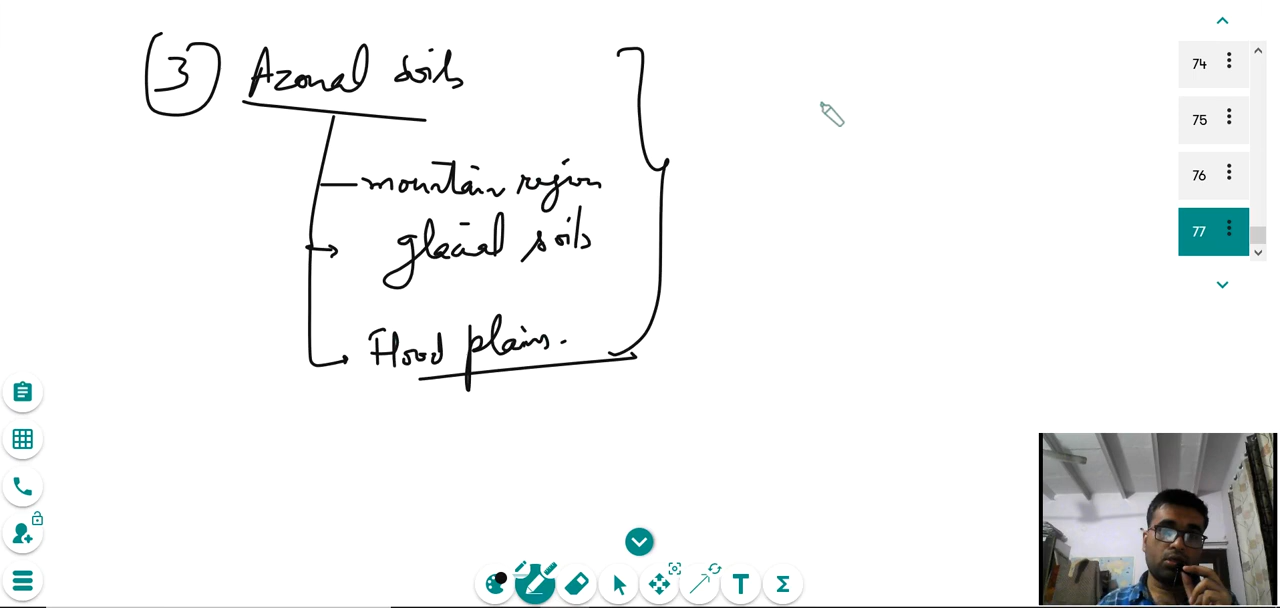 (3) Azonal soils
mountain region
glacial soils
Flood plains.
74
75
76
77
T
Σ